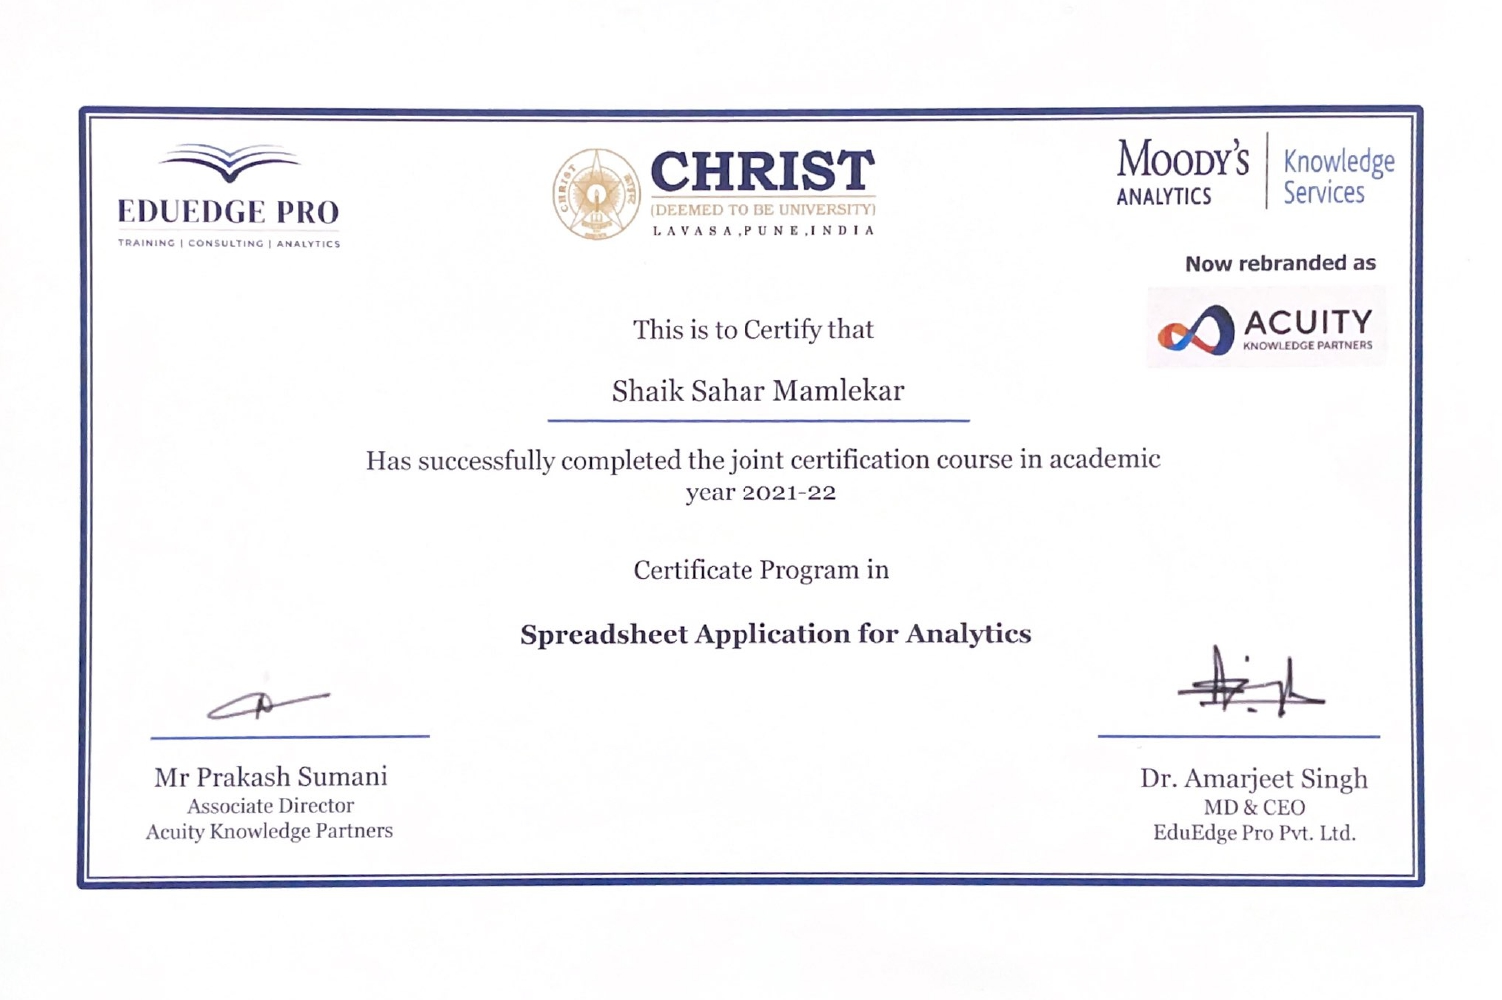 EDUEDGE PRO
TRAINING | CONSULTING | ANALYTICS
CHRIST
CHRIST
(DEEMED TO BE UNIVERSITY)
LAVASA,PUNE,INDIA
MOODY'S
ANALYTICS
Knowledge
Services
Now rebranded as
ACUITY
KNOWLEDGE PARTNERS
This is to Certify that
Shaik Sahar Mamlekar
Has successfully completed the joint certification course in academic
year 2021-22
Certificate Program in
Spreadsheet Application for Analytics
Mr Prakash Sumani
Associate Director
Acuity Knowledge Partners
Dr. Amarjeet Singh
MD & CEO
EduEdge Pro Pvt. Ltd.